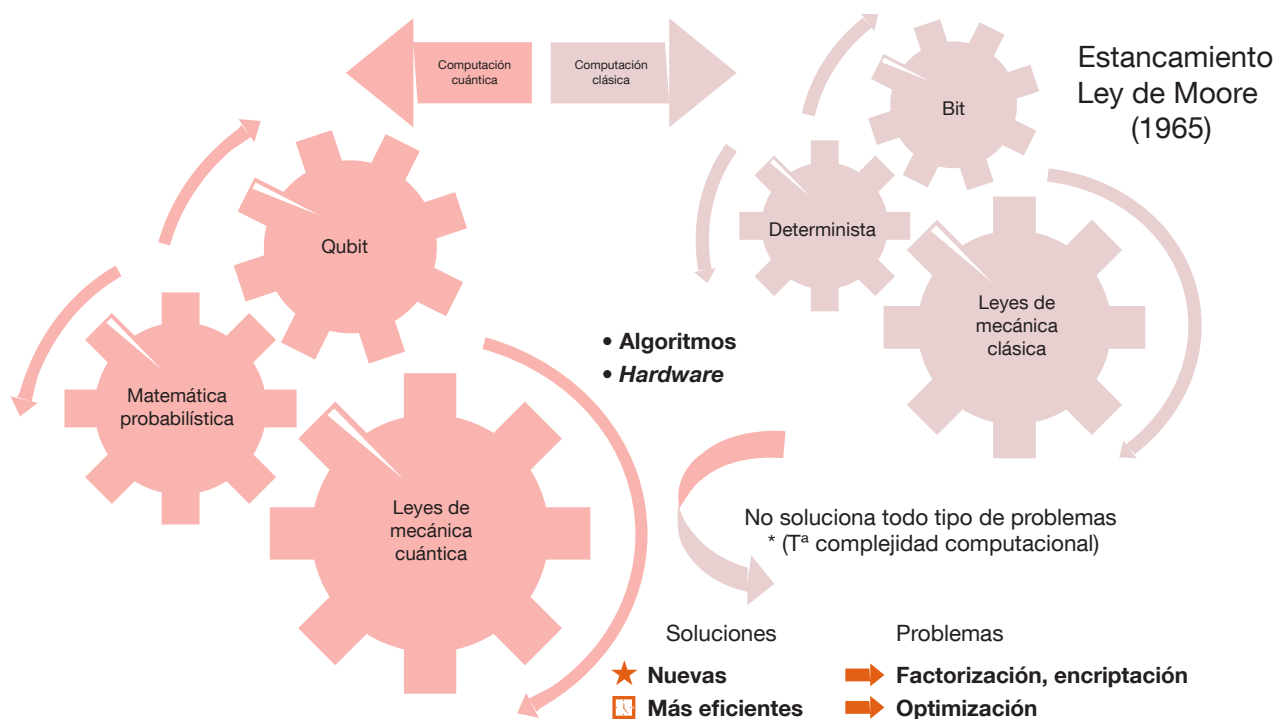 Computación
cuántica
Computación
clásica
Estancamiento
Ley de Moore
(1965)
Bit
Determinista
Leyes de
mecánica
clásica
Qubit
Matemática
probabilística
Leyes de
mecánica
cuántica
• Algoritmos
• Hardware
No soluciona todo tipo de problemas
* (Tª complejidad computacional)
Soluciones
Problemas
Nuevas
Factorización, encriptación
Más eficientes
Optimización